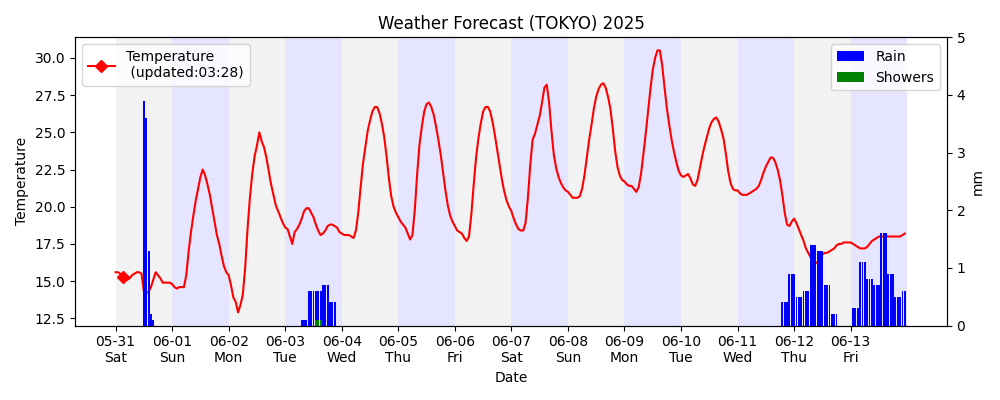 Weather Forecast (TOKYO) 2025
Temperature
(updated:03:28)
Rain
Showers
Temperature
30.0
27.5
25.0
22.5
20.0
17.5
15.0
12.5
5
4
3
2
1
0
mm
05-31 06-01 06-02 06-03 06-04 06-05 06-06 06-07 06-08 06-09 06-10 06-11 06-12 06-13
Sat Sun Mon Tue Wed Thu Fri Sat Sun Mon Tue Wed Thu Fri
Date